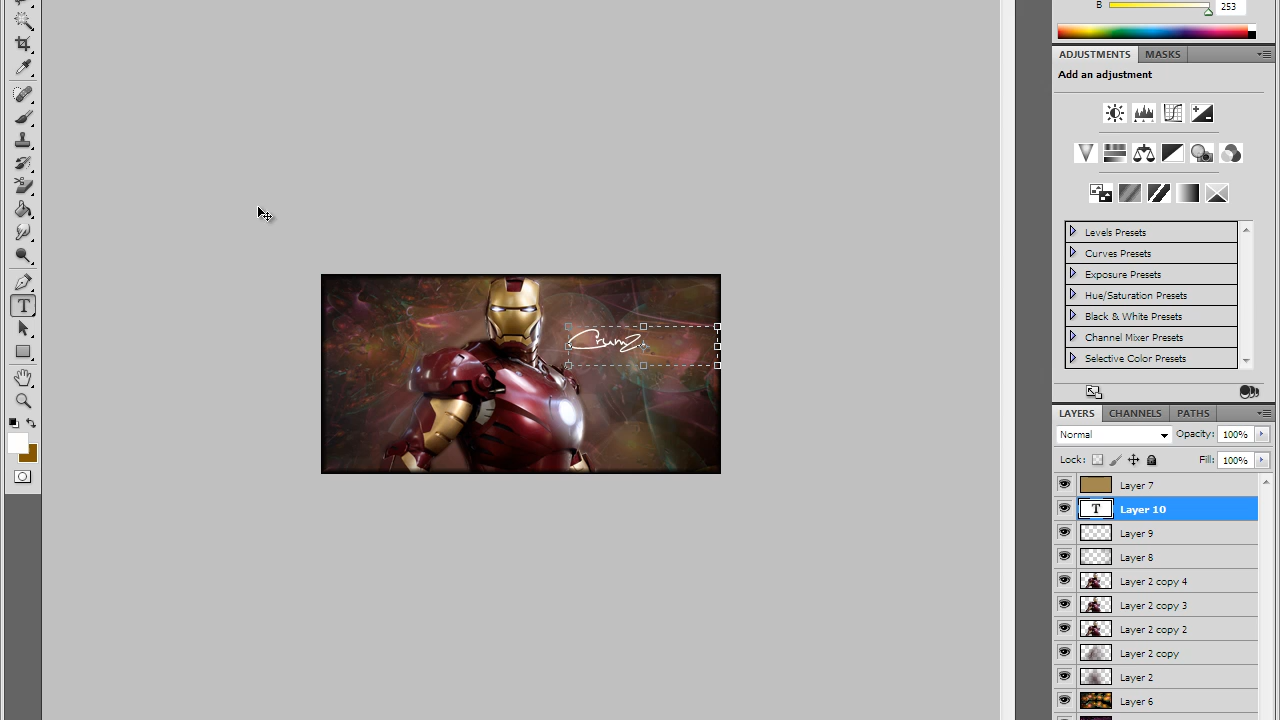 B 253
ADJUSTMENTS MASKS
Add an adjustment
Levels Presets
Curves Presets
Exposure Presets
Hue/Saturation Presets
Black & White Presets
Channel Mixer Presets
Selective Color Presets
LAYERS CHANNELS PATHS
Normal Opacity: 100%
Lock: Fill: 100%
Layer 7
T Layer 10
Layer 9
Layer 8
Layer 2 copy 4
Layer 2 copy 3
Layer 2 copy 2
Layer 2 copy
Layer 2
Layer 6
T
Crumz